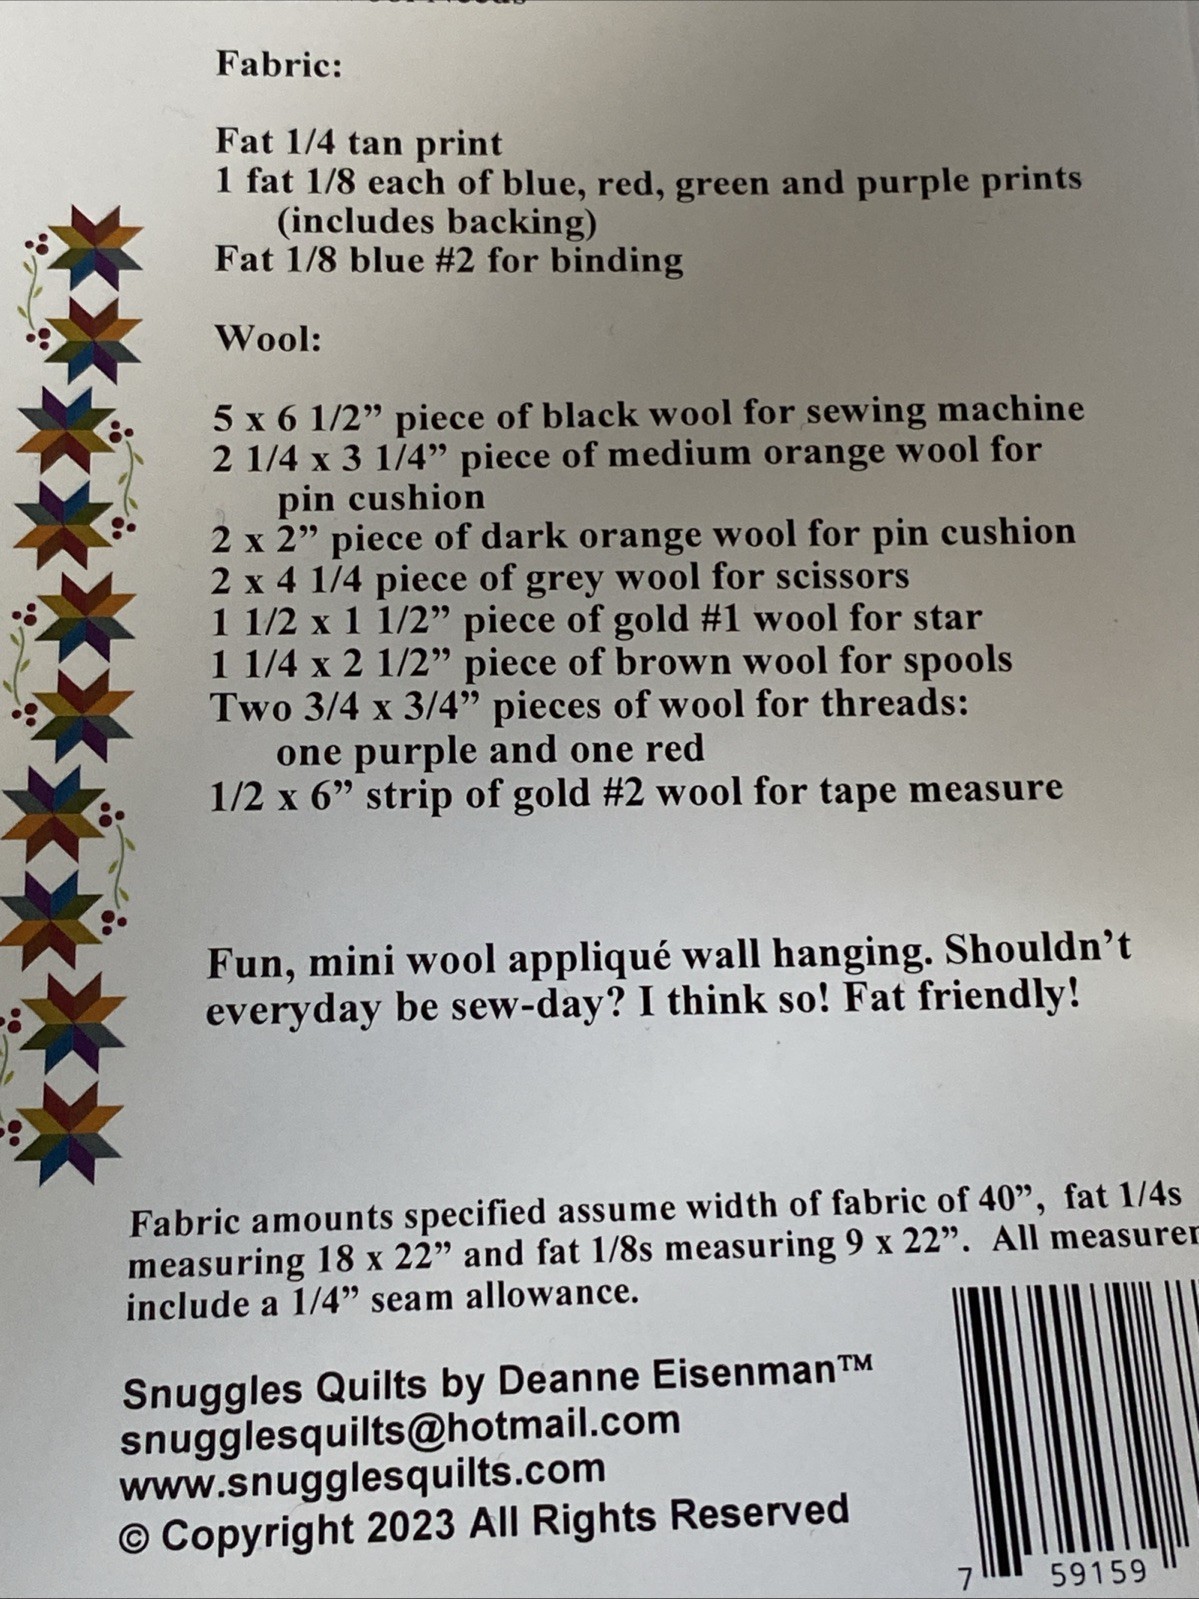 Fabric:
Fat 1/4 tan print
1 fat 1/8 each of blue, red, green and purple prints
(includes backing)
Fat 1/8 blue #2 for binding
Wool:
5 x 6 1/2” piece of black wool for sewing machine
2 1/4 x 3 1/4” piece of medium orange wool for
pin cushion
2 x 2” piece of dark orange wool for pin cushion
2 x 4 1/4 piece of grey wool for scissors
1 1/2 x 1 1/2” piece of gold #1 wool for star
1 1/4 x 2 1/2” piece of brown wool for spools
Two 3/4 x 3/4” pieces of wool for threads:
one purple and one red
1/2 x 6” strip of gold #2 wool for tape measure
Fun, mini wool appliqué wall hanging. Shouldn’t
everyday be sew-day? I think so! Fat friendly!
Fabric amounts specified assume width of fabric of 40”, fat 1/4s
measuring 18 x 22” and fat 1/8s measuring 9 x 22”. All
include a 1/4” seam allowance.
Snuggles Quilts by Deanne Eisenman™
snugglesquilts@hotmail.com
www.snugglesquilts.com
© Copyright 2023 All Rights Reserved
7 59159